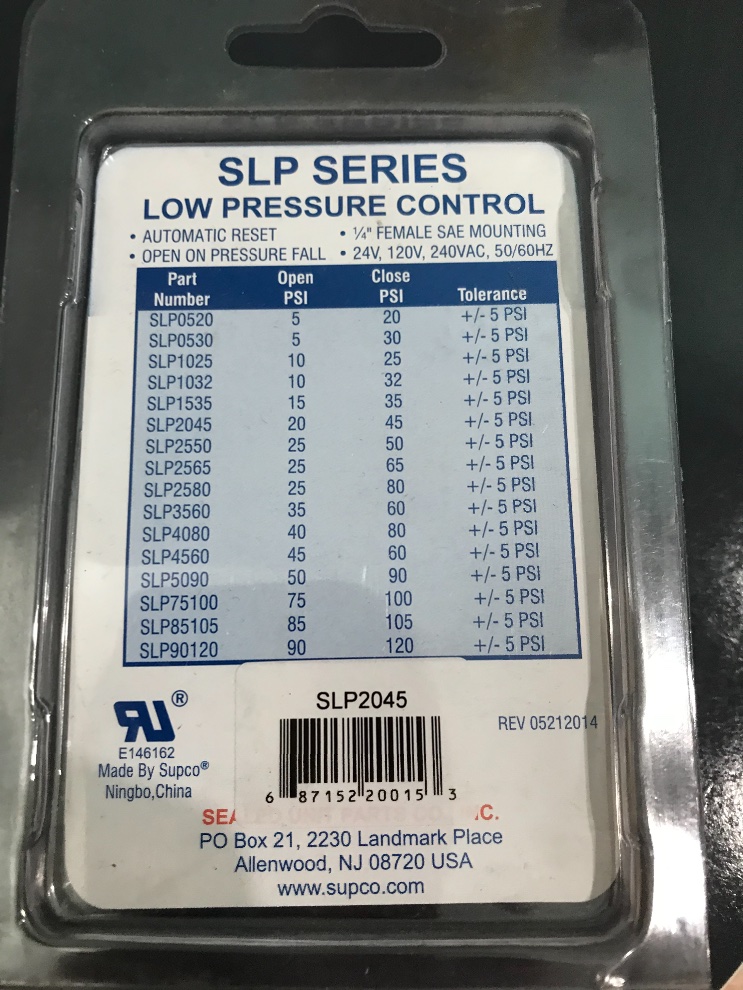 SLP SERIES
LOW PRESSURE CONTROL
• AUTOMATIC RESET • 1/4" FEMALE SAE MOUNTING
• OPEN ON PRESSURE FALL • 24V, 120V, 240VAC, 50/60HZ
Part Number Open PSI Close PSI Tolerance
SLP0520 5 20 +/- 5 PSI
SLP0530 5 30 +/- 5 PSI
SLP1025 10 25 +/- 5 PSI
SLP1032 10 32 +/- 5 PSI
SLP1535 15 35 +/- 5 PSI
SLP2045 20 45 +/- 5 PSI
SLP2550 25 50 +/- 5 PSI
SLP2565 25 65 +/- 5 PSI
SLP2580 25 80 +/- 5 PSI
SLP3560 35 60 +/- 5 PSI
SLP4080 40 80 +/- 5 PSI
SLP4560 45 60 +/- 5 PSI
SLP5090 50 90 +/- 5 PSI
SLP75100 75 100 +/- 5 PSI
SLP85105 85 105 +/- 5 PSI
SLP90120 90 120 +/- 5 PSI
SLP2045
REV 05212014
6 87152 20015 3
RU®
E146162
Made By Supco®
Ningbo,China
SEALED UNIT PARTS CO., INC.
PO Box 21, 2230 Landmark Place
Allenwood, NJ 08720 USA
www.supco.com